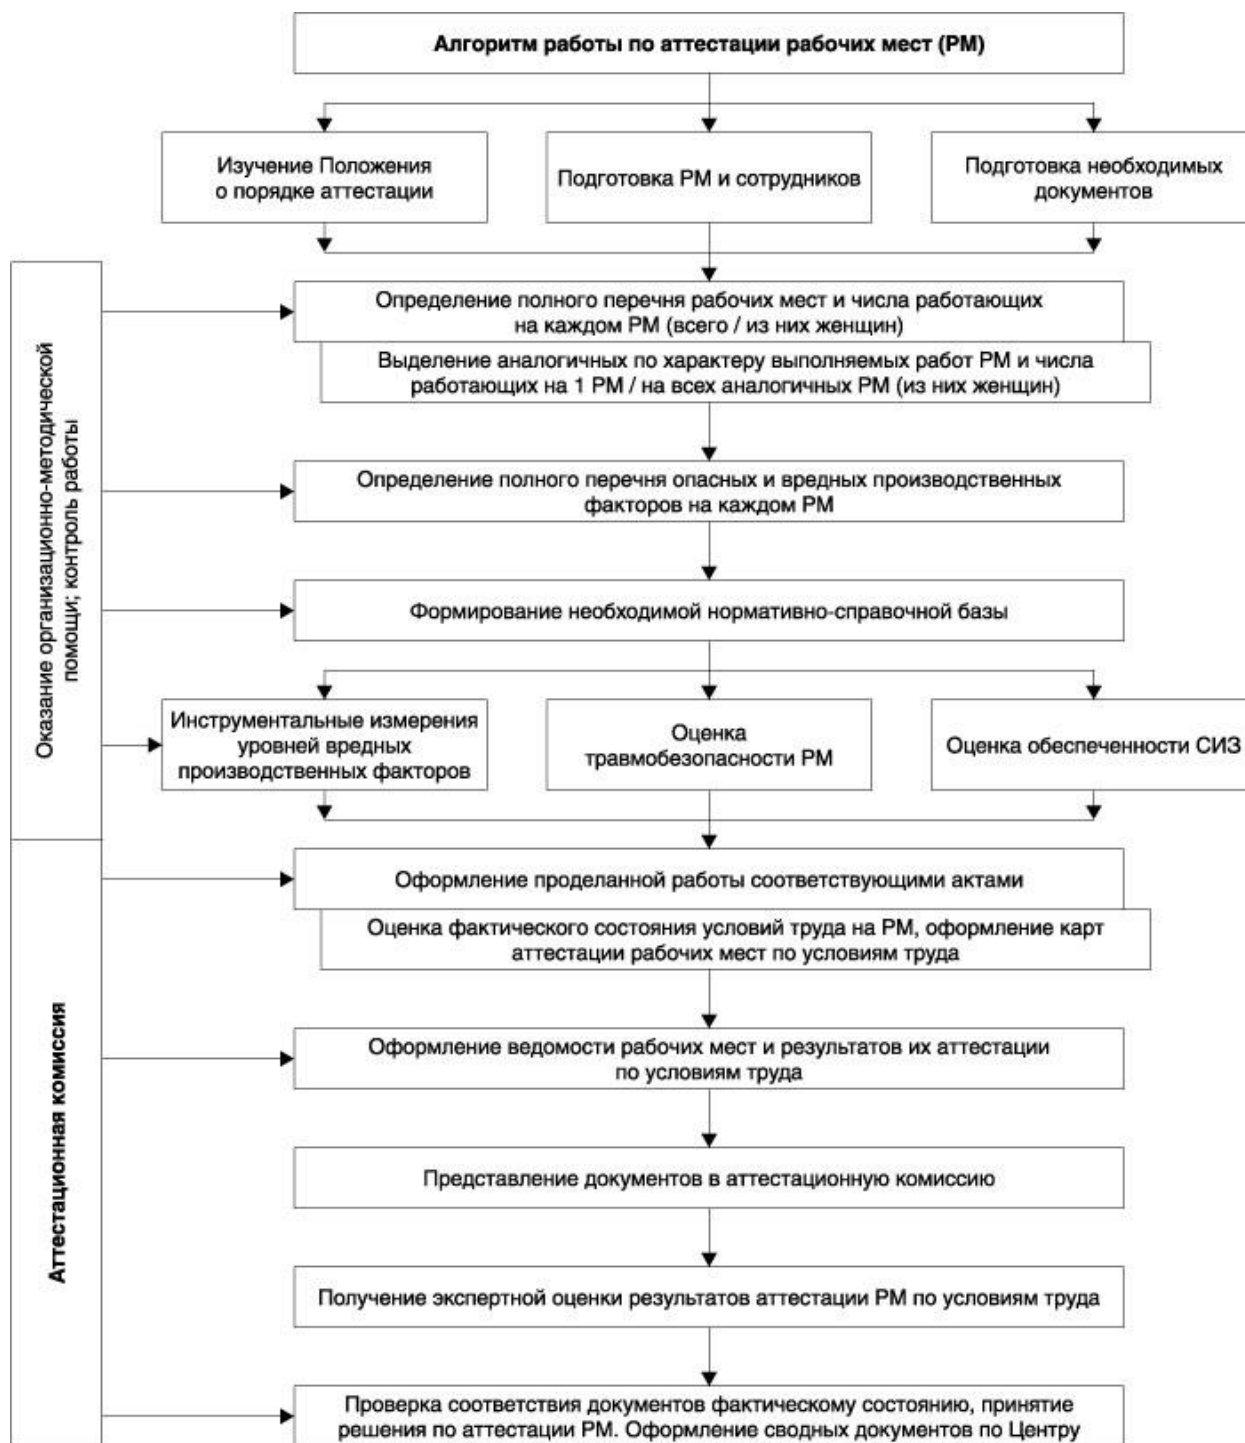 Алгоритм работы по аттестации рабочих мест (РМ)
Изучение Положения
о порядке аттестации
Подготовка РМ и сотрудников
Подготовка необходимых
документов
Оказание организационно-методической
помощи; контроль работы
Определение полного перечня рабочих мест и числа работающих
на каждом РМ (всего / из них женщин)
Выделение аналогичных по характеру выполняемых работ РМ и числа
работающих на 1 РМ / на всех аналогичных РМ (из них женщин)
Определение полного перечня опасных и вредных производственных
факторов на каждом РМ
Формирование необходимой нормативно-справочной базы
Инструментальные измерения
уровней вредных
производственных факторов
Оценка
травмобезопасности РМ
Оценка обеспеченности СИЗ
Аттестационная комиссия
Оформление проделанной работы соответствующими актами
Оценка фактического состояния условий труда на РМ, оформление карт
аттестации рабочих мест по условиям труда
Оформление ведомости рабочих мест и результатов их аттестации
по условиям труда
Представление документов в аттестационную комиссию
Получение экспертной оценки результатов аттестации РМ по условиям труда
Проверка соответствия документов фактическому состоянию, принятие
решения по аттестации РМ. Оформление сводных документов по Центру